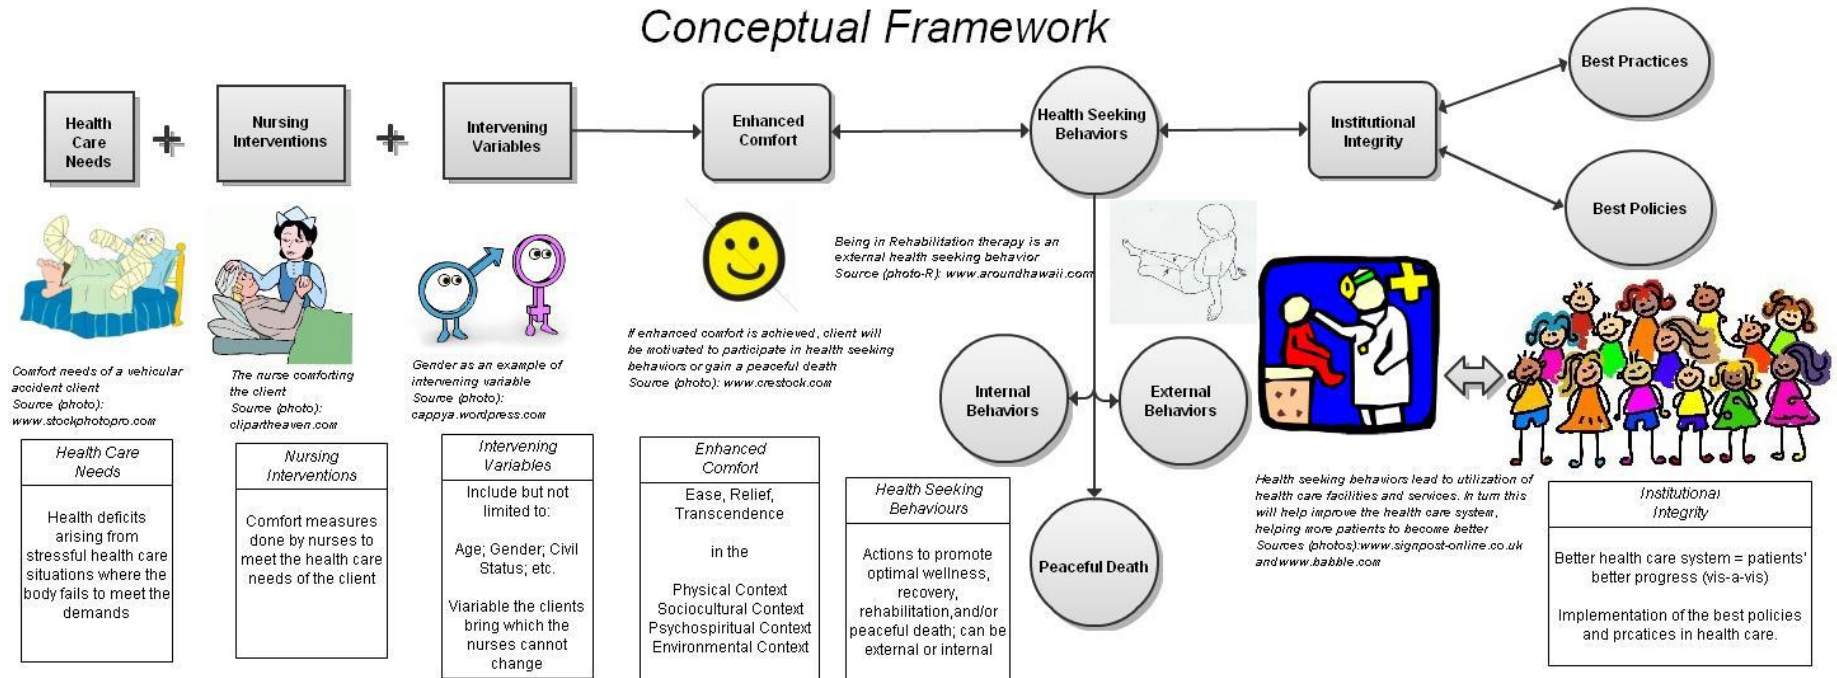 Conceptual Framework
Health
Care
Needs
Nursing
Interventions
Intervening
Variables
Enhanced
Comfort
Health Seeking
Behaviors
Institutional
Integrity
Best Practices
Best Policies
Comfort needs of a vehicular
accident client
Source (photo):
www.stockphotopro.com
The nurse comforting
the client
Source (photo):
clipartheaven.com
Gender as an example of
intervening variable
Source (photo):
cappya.wordpress.com
If enhanced comfort is achieved, client will
be motivated to participate in health seeking
behaviors or gain a peaceful death
Source (photo): www.crestock.com
Being in Rehabilitation therapy is an
external health seeking behavior
Source (photo-R): www.aroundhawaii.com
Internal
Behaviors
External
Behaviors
Peaceful Death
Health seeking behaviors lead to utilization of
health care facilities and services. In turn this
will help improve the health care system,
helping more patients to become better
Sources (photos):www.signpost-online.co.uk
andwww.babble.com
Health Care
Needs
Health deficits
arising from
stressful health care
situations where the
body fails to meet the
demands
Nursing
Interventions
Comfort measures
done by nurses to
meet the health care
needs of the client
Intervening
Variables
Include but not
limited to:
Age; Gender; Civil
Status; etc.
Viariable the clients
bring which the
nurses cannot
change
Enhanced
Comfort
Ease, Relief,
Transcendence
in the
Physical Context
Sociocultural Context
Psychospiritual Context
Environmental Context
Health Seeking
Behaviours
Actions to promote
optimal wellness,
recovery,
rehabilitation,and/or
peaceful death; can be
external or internal
Institutional
Integrity
Better health care system = patients'
better progress (vis-a-vis)
Implementation of the best policies
and prcatices in health care.